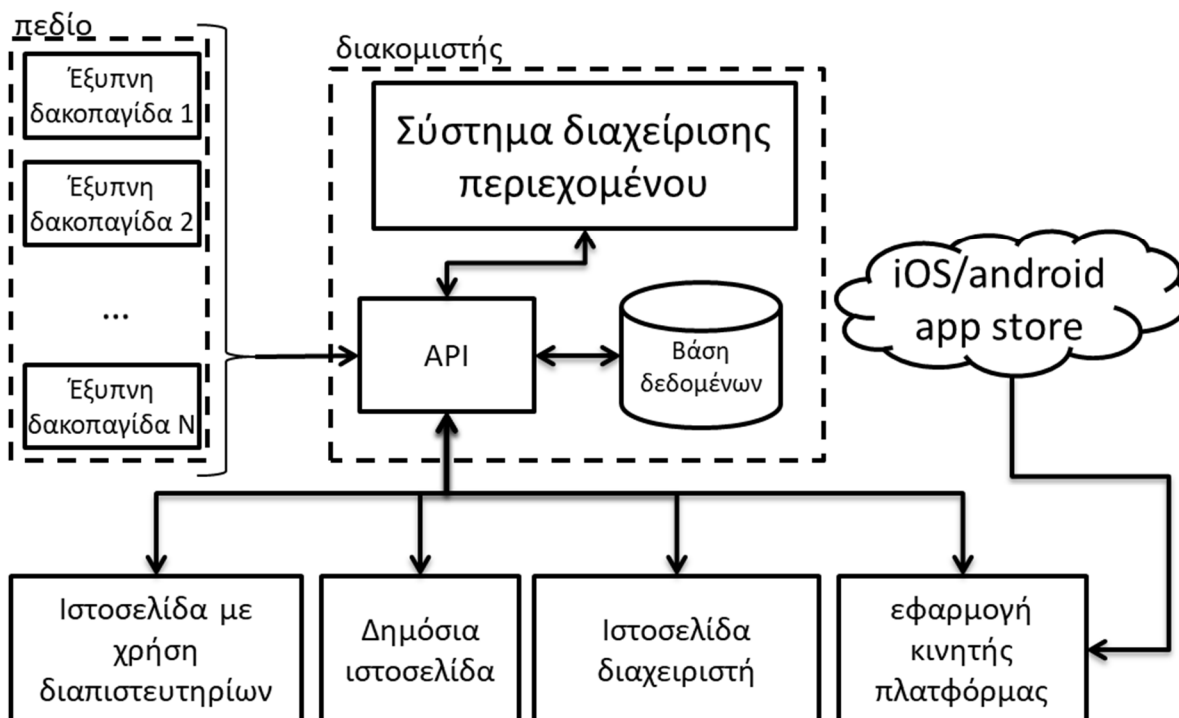 πεδίο
Έξυπνη
δακοπαγίδα 1
Έξυπνη
δακοπαγίδα 2
...
Έξυπνη
δακοπαγίδα N
διακομιστής
Σύστημα διαχείρισης
περιεχομένου
API
Βάση
δεδομένων
iOS/android
app store
Ιστοσελίδα με
χρήση
διαπιστευτηρίων
Δημόσια
ιστοσελίδα
Ιστοσελίδα
διαχειριστή
εφαρμογή
κινητής
πλατφόρμας